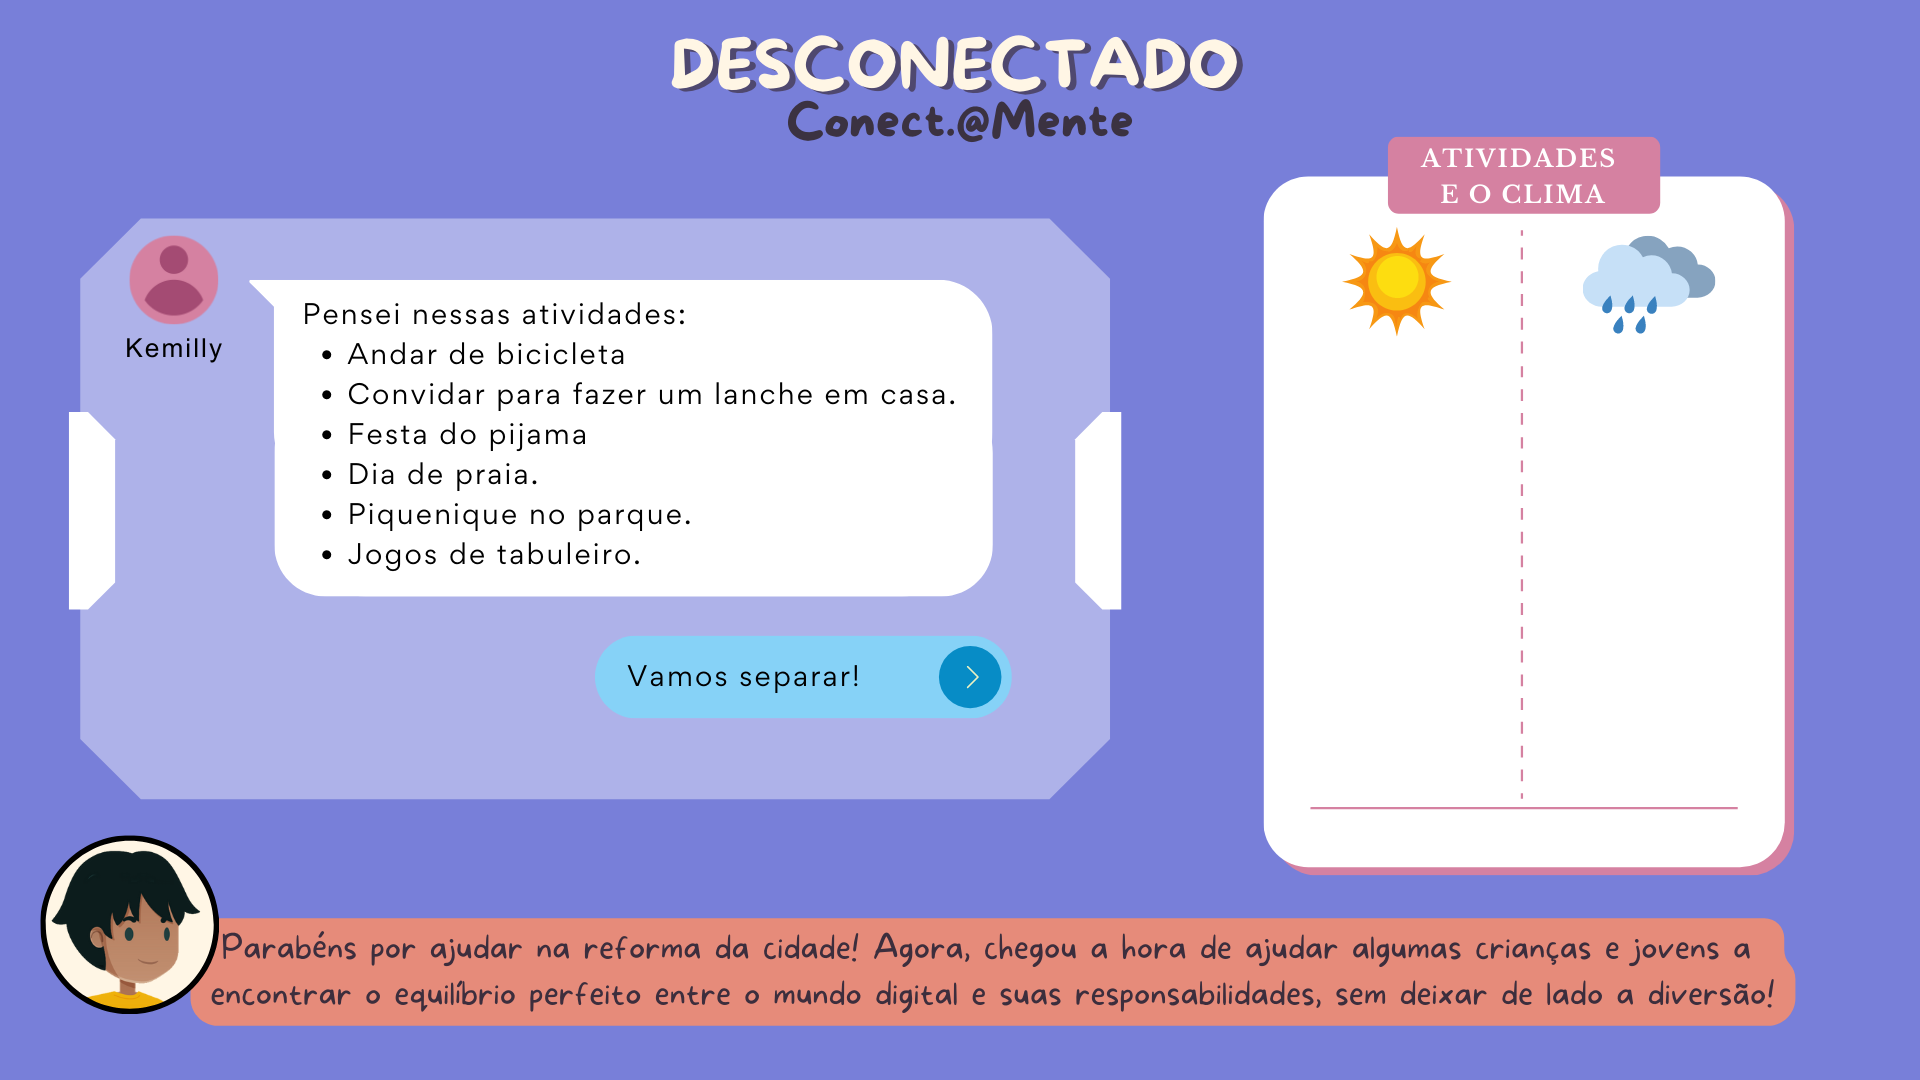 DESCONECTADO
Conect.@Mente
ATIVIDADES
E O CLIMA
Kemilly
Pensei nessas atividades:
• Andar de bicicleta
• Convidar para fazer um lanche em casa.
• Festa do pijama
• Dia de praia.
• Piquenique no parque.
• Jogos de tabuleiro.
Vamos separar!
Parabéns por ajudar na reforma da cidade! Agora, chegou a hora de ajudar algumas crianças e jovens a
encontrar o equilíbrio perfeito entre o mundo digital e suas responsabilidades, sem deixar de lado a diversão!